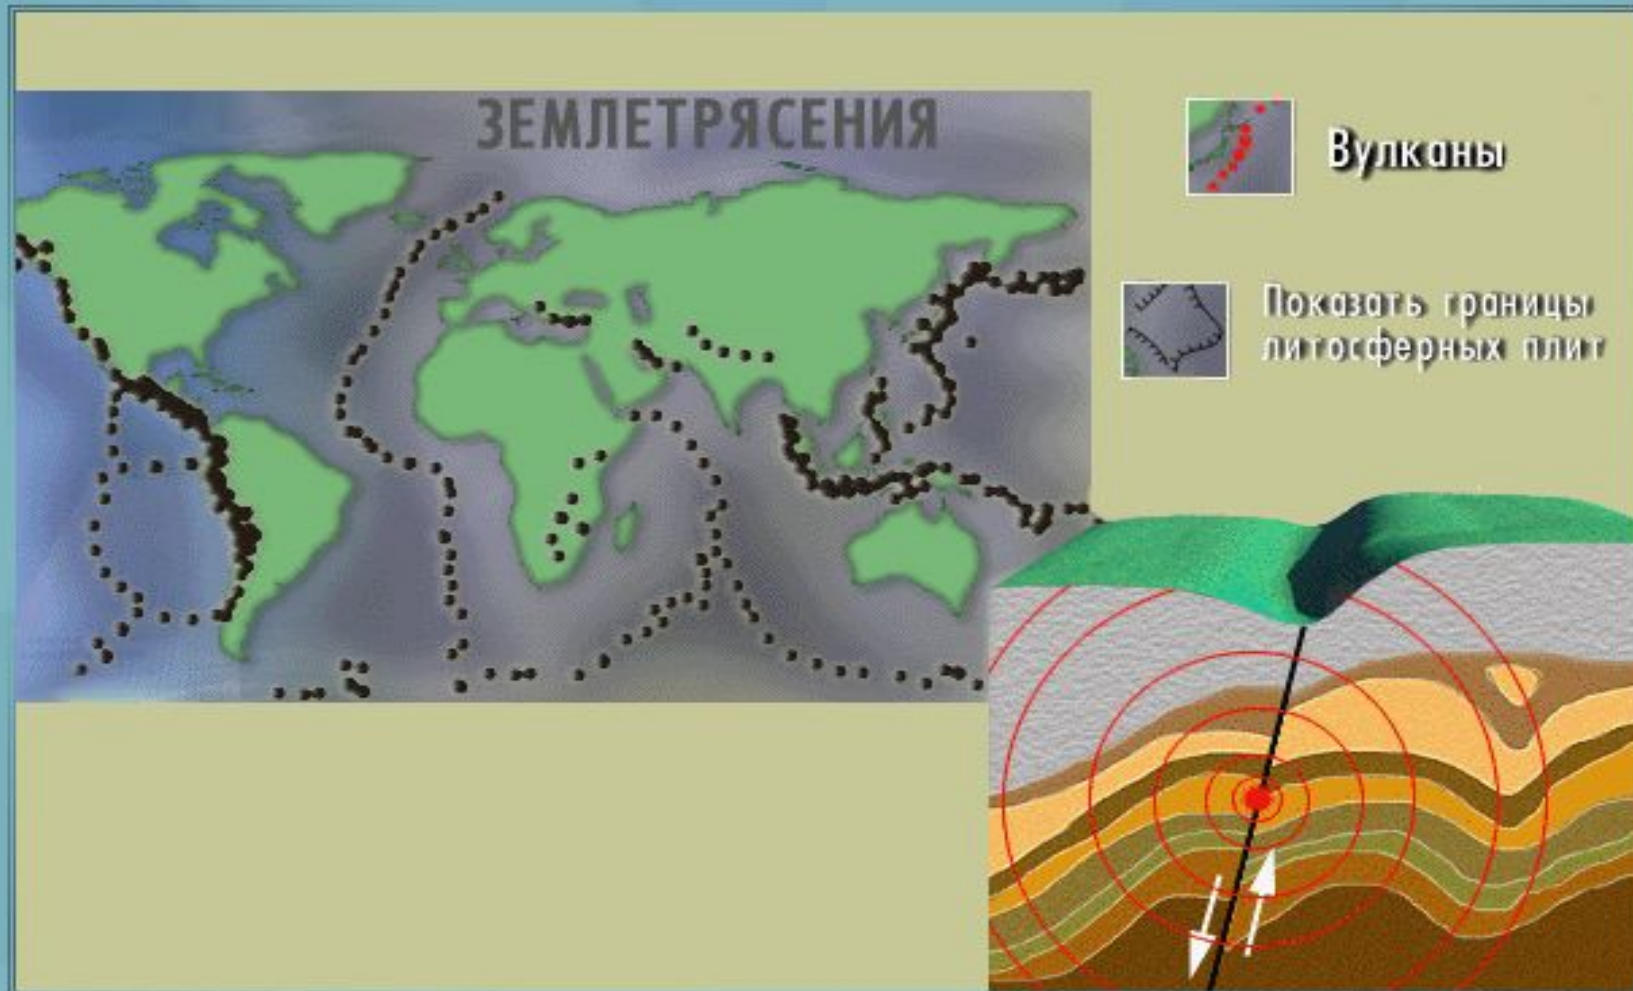 ЗЕМЛЕТРЯСЕНИЯ
Вулканы
Показать границы
литосферных плит